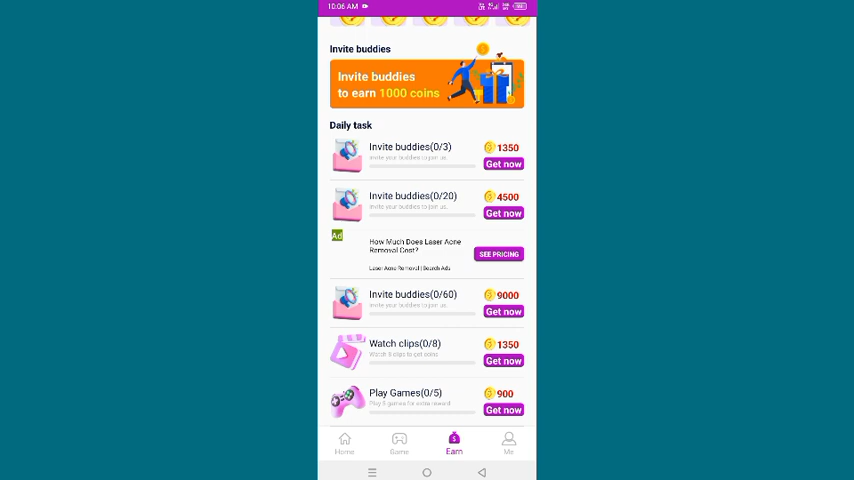 10:06 AM
Invite buddies
Invite buddies
to earn 1000 coins
Daily task
Invite buddies(0/3)
invite your buddies to join us.
1350
Get now
Invite buddies(0/20)
invite your buddies to join us.
4500
Get now
Ad
How Much Does Laser Acne
Removal Cost?
SEE PRICING
Laser Acne Removal | Search Ads
Invite buddies(0/60)
invite your buddies to join us.
9000
Get now
Watch clips(0/8)
Watch 8 clips to get coins
1350
Get now
Play Games(0/5)
Play 5 games for extra reward
900
Get now
Home
Game
Earn
Me